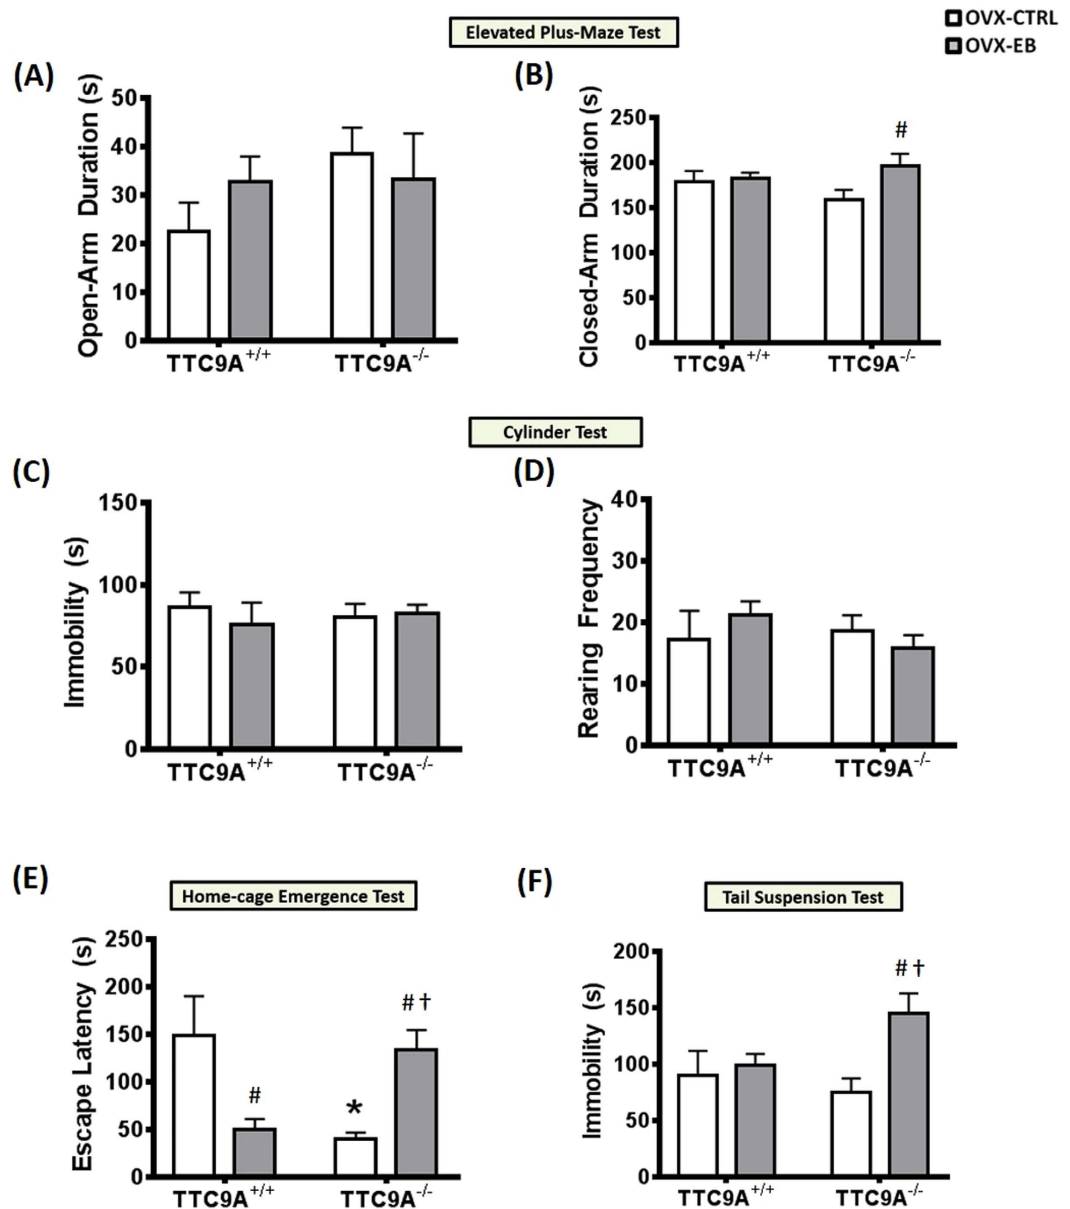 Elevated Plus-Maze Test
OVX-CTRL
OVX-EB
(A)
Open-Arm Duration (s)
50
40
30
20
10
0
TTC9A+/+ TTC9A-/-
(B)
Closed-Arm Duration (s)
250
200
150
100
50
0
#
TTC9A+/+ TTC9A-/-
Cylinder Test
(C)
Immobility (s)
150
100
50
0
TTC9A+/+ TTC9A-/-
(D)
Rearing Frequency
40
30
20
10
0
TTC9A+/+ TTC9A-/-
(E)
Home-cage Emergence Test
Escape Latency (s)
250
200
150
100
50
0
#
*
# †
TTC9A+/+ TTC9A-/-
(F)
Tail Suspension Test
Immobility (s)
200
150
100
50
0
# †
TTC9A+/+ TTC9A-/-